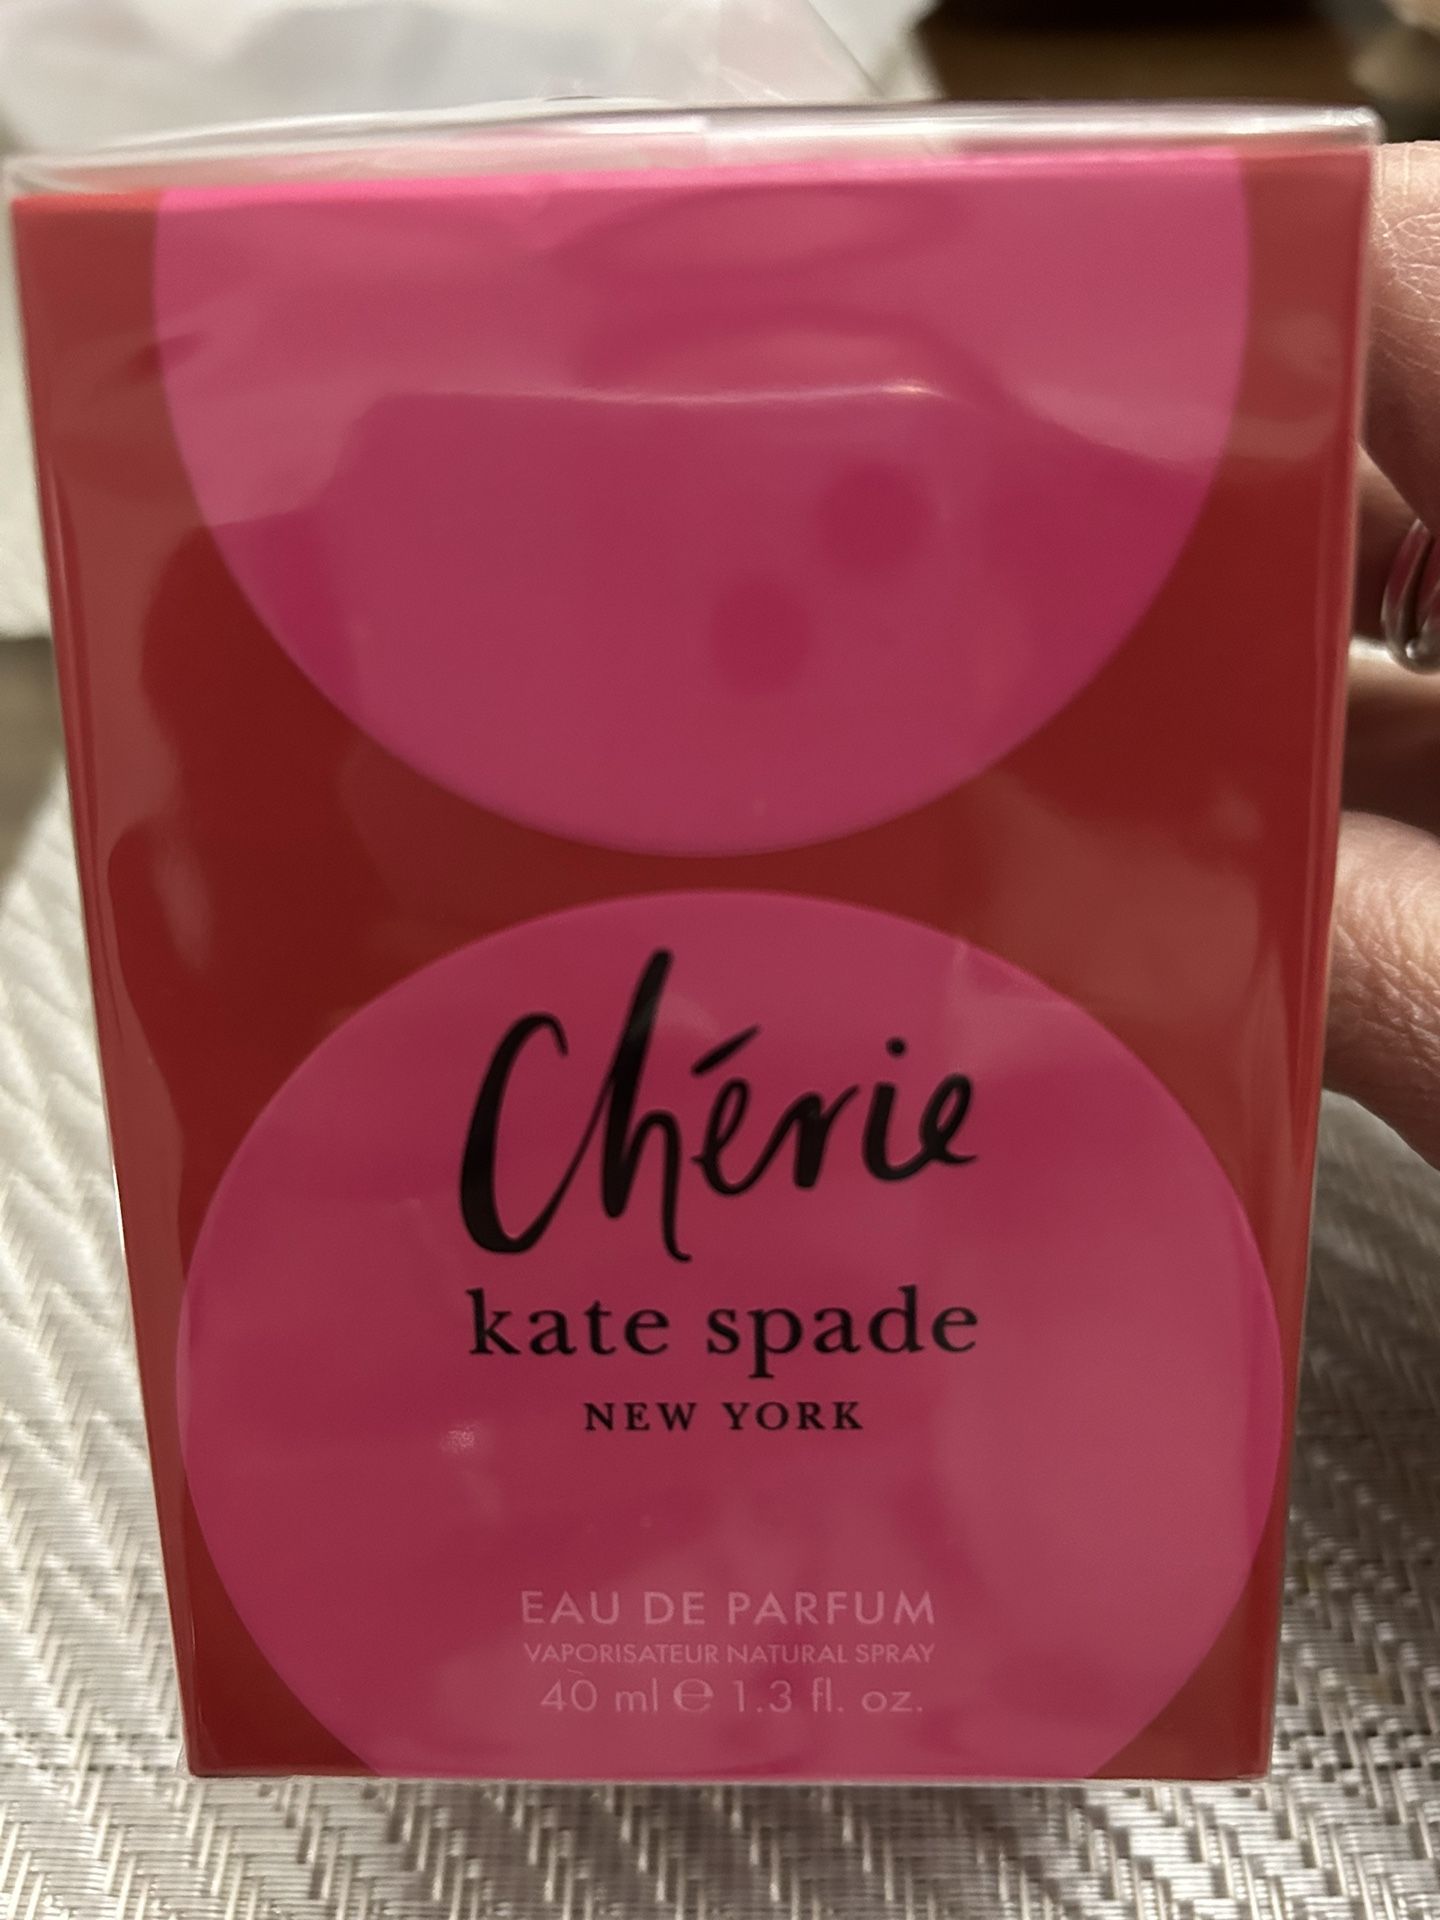 Chérie
kate spade
NEW YORK
EAU DE PARFUM
VAPORISATEUR NATURAL SPRAY
40 ml ℮ 1.3 fl. oz.